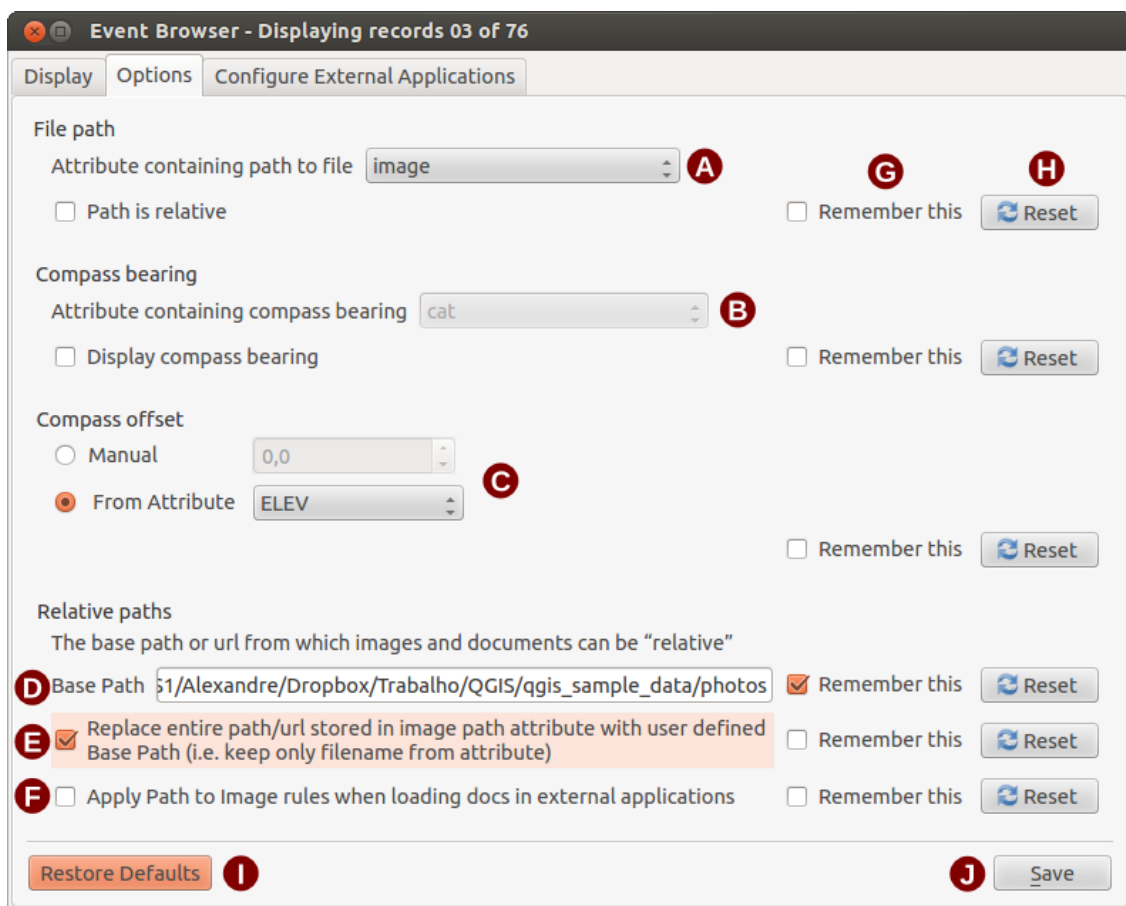 Event Browser - Displaying records 03 of 76
Display Options Configure External Applications
File path
Attribute containing path to file image A G H
Path is relative Remember this Reset
Compass bearing
Attribute containing compass bearing cat B
Display compass bearing Remember this Reset
Compass offset
Manual 0,0
C
From Attribute ELEV
Remember this Reset
Relative paths
The base path or url from which images and documents can be “relative”
D Base Path 51/Alexandre/Dropbox/Trabalho/QGIS/qgis_sample_data/photos Remember this Reset
E Replace entire path/url stored in image path attribute with user defined
Base Path (i.e. keep only filename from attribute) Remember this Reset
F Apply Path to Image rules when loading docs in external applications Remember this Reset
Restore Defaults I J Save